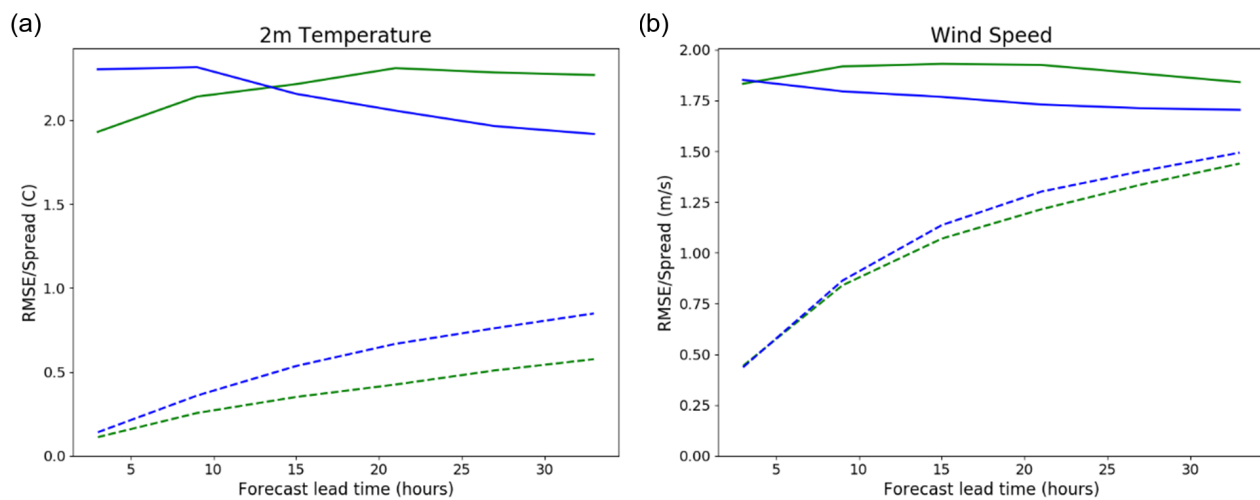 (a)
2m Temperature
RMSE/Spread (C)
2.0
1.5
1.0
0.5
0.0
5 10 15 20 25 30
Forecast lead time (hours)
(b)
Wind Speed
RMSE/Spread (m/s)
2.00
1.75
1.50
1.25
1.00
0.75
0.50
0.25
0.00
5 10 15 20 25 30
Forecast lead time (hours)